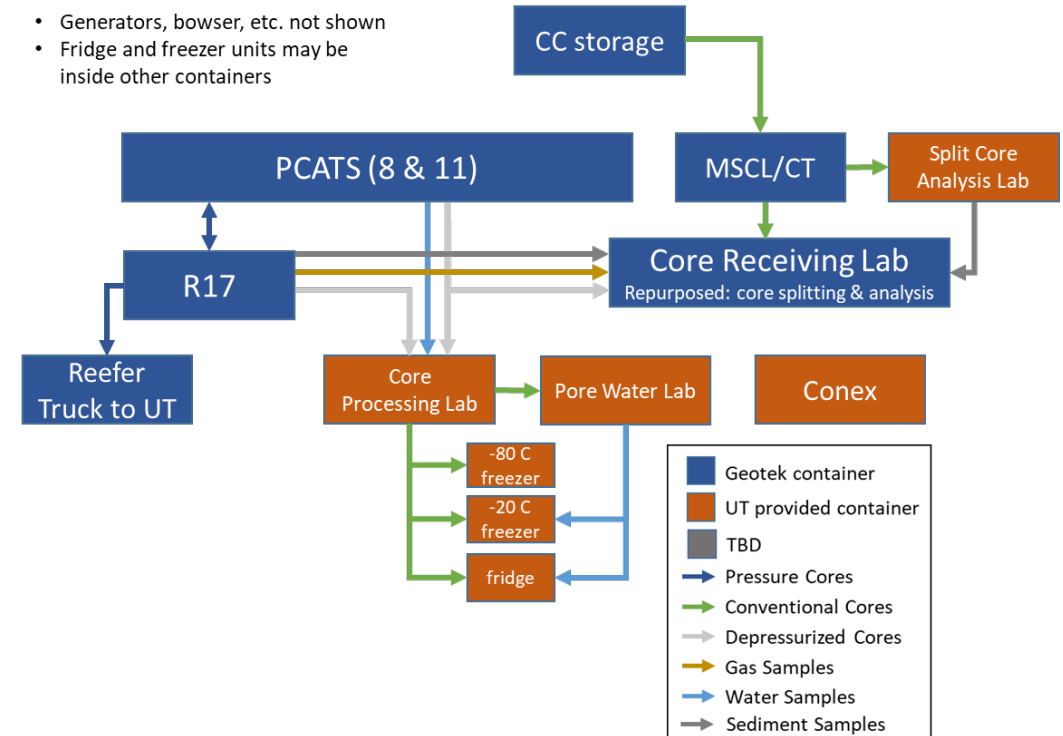 • Generators, bowser, etc. not shown
• Fridge and freezer units may be
inside other containers
CC storage
PCATS (8 & 11)
MSCL/CT
Split Core
Analysis Lab
R17
Core Receiving Lab
Repurposed: core splitting & analysis
Reefer
Truck to UT
Core
Processing Lab
Pore Water Lab
Conex
-80 C
freezer
-20 C
freezer
fridge
Geotek container
UT provided container
TBD
Pressure Cores
Conventional Cores
Depressurized Cores
Gas Samples
Water Samples
Sediment Samples